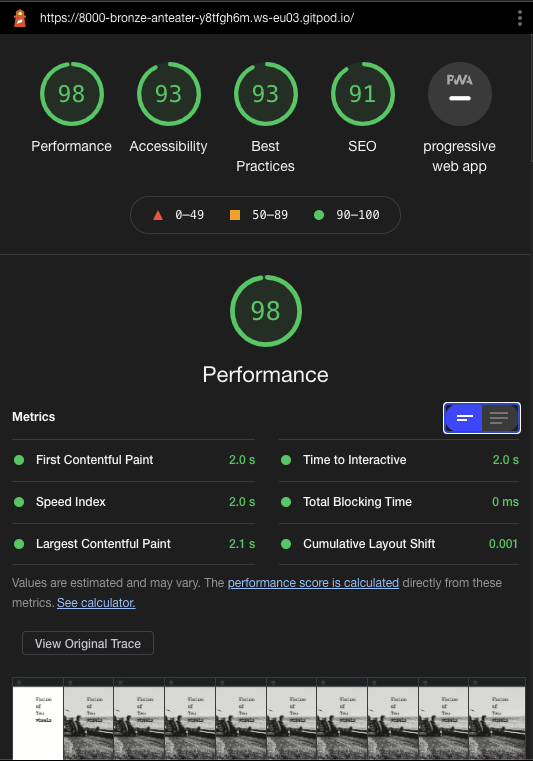 https://8000-bronze-anteater-y8tfgh6m.ws-eu03.gitpod.io/
98 93 93 91 PWA
Performance Accessibility Best Practices SEO progressive web app
0–49 50–89 90–100
98
Performance
Metrics
First Contentful Paint 2.0 s
Time to Interactive 2.0 s
Speed Index 2.0 s
Total Blocking Time 0 ms
Largest Contentful Paint 2.1 s
Cumulative Layout Shift 0.001
Values are estimated and may vary. The performance score is calculated directly from these
metrics. See calculator.
View Original Trace